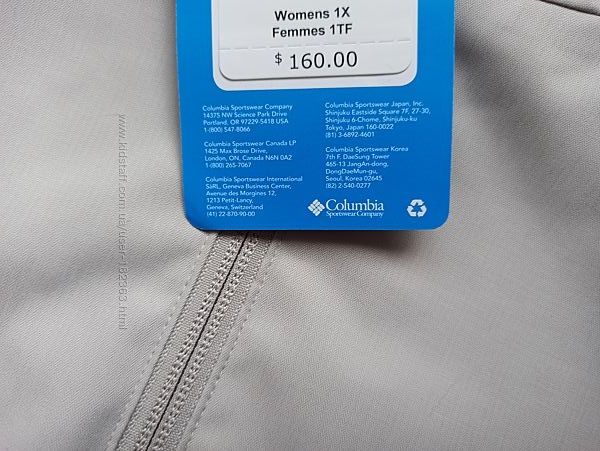 Womens 1X
Femmes 1TF
$ 160.00
Columbia Sportswear Company
14375 NW Science Park Drive
Portland, OR 97229-5418 USA
1-(800) 547-8066
Columbia Sportswear Canada LP
1425 Max Brose Drive,
London, ON, Canada N6N 0A2
1-(800) 265-7067
Columbia Sportswear International
SàRL, Geneva Business Center,
Avenue des Morgines, 12,
1213 Petit-Lancy,
Geneva, Switzerland
(41) 22-870-90-00
Columbia Sportswear Japan, Inc.
Shinjuku Eastside Square 7F, 27-30,
Shinjuku 6-Chome, Shinjuku-ku
Tokyo, Japan 160-0022
(81) 3-6892-4601
Columbia Sportswear Korea
7th F, DaeSung Tower
465-13 JangAn-dong,
DongDaeMun-gu,
Seoul, Korea 02645
(82) 2-540-0277
Columbia
Sportswear Company